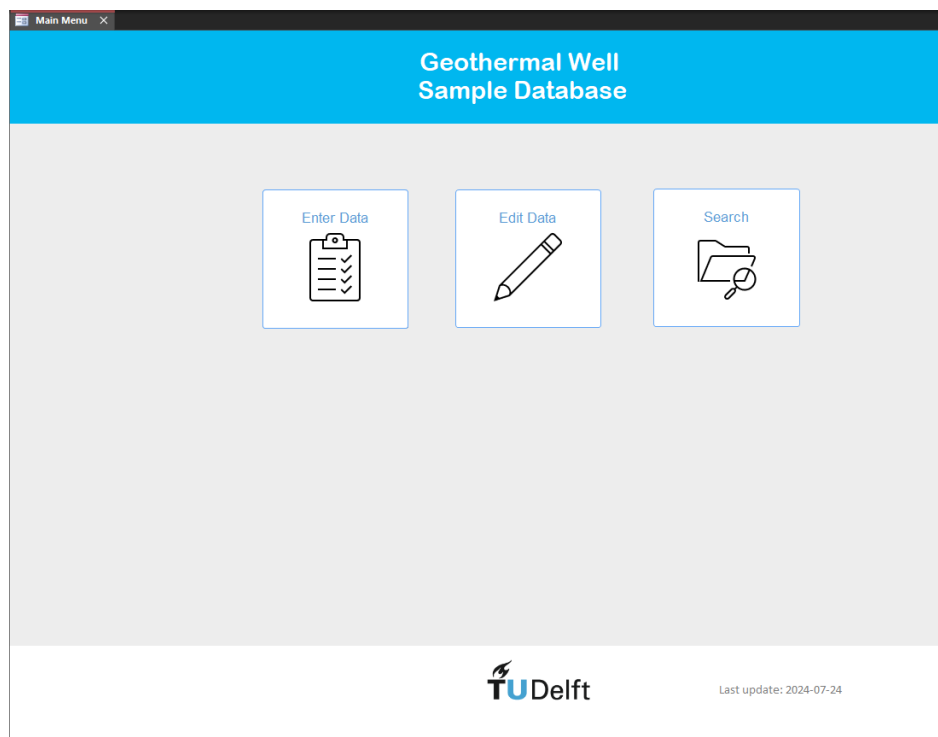 Main Menu
Geothermal Well
Sample Database
Enter Data
Edit Data
Search
TUDelft
Last update: 2024-07-24